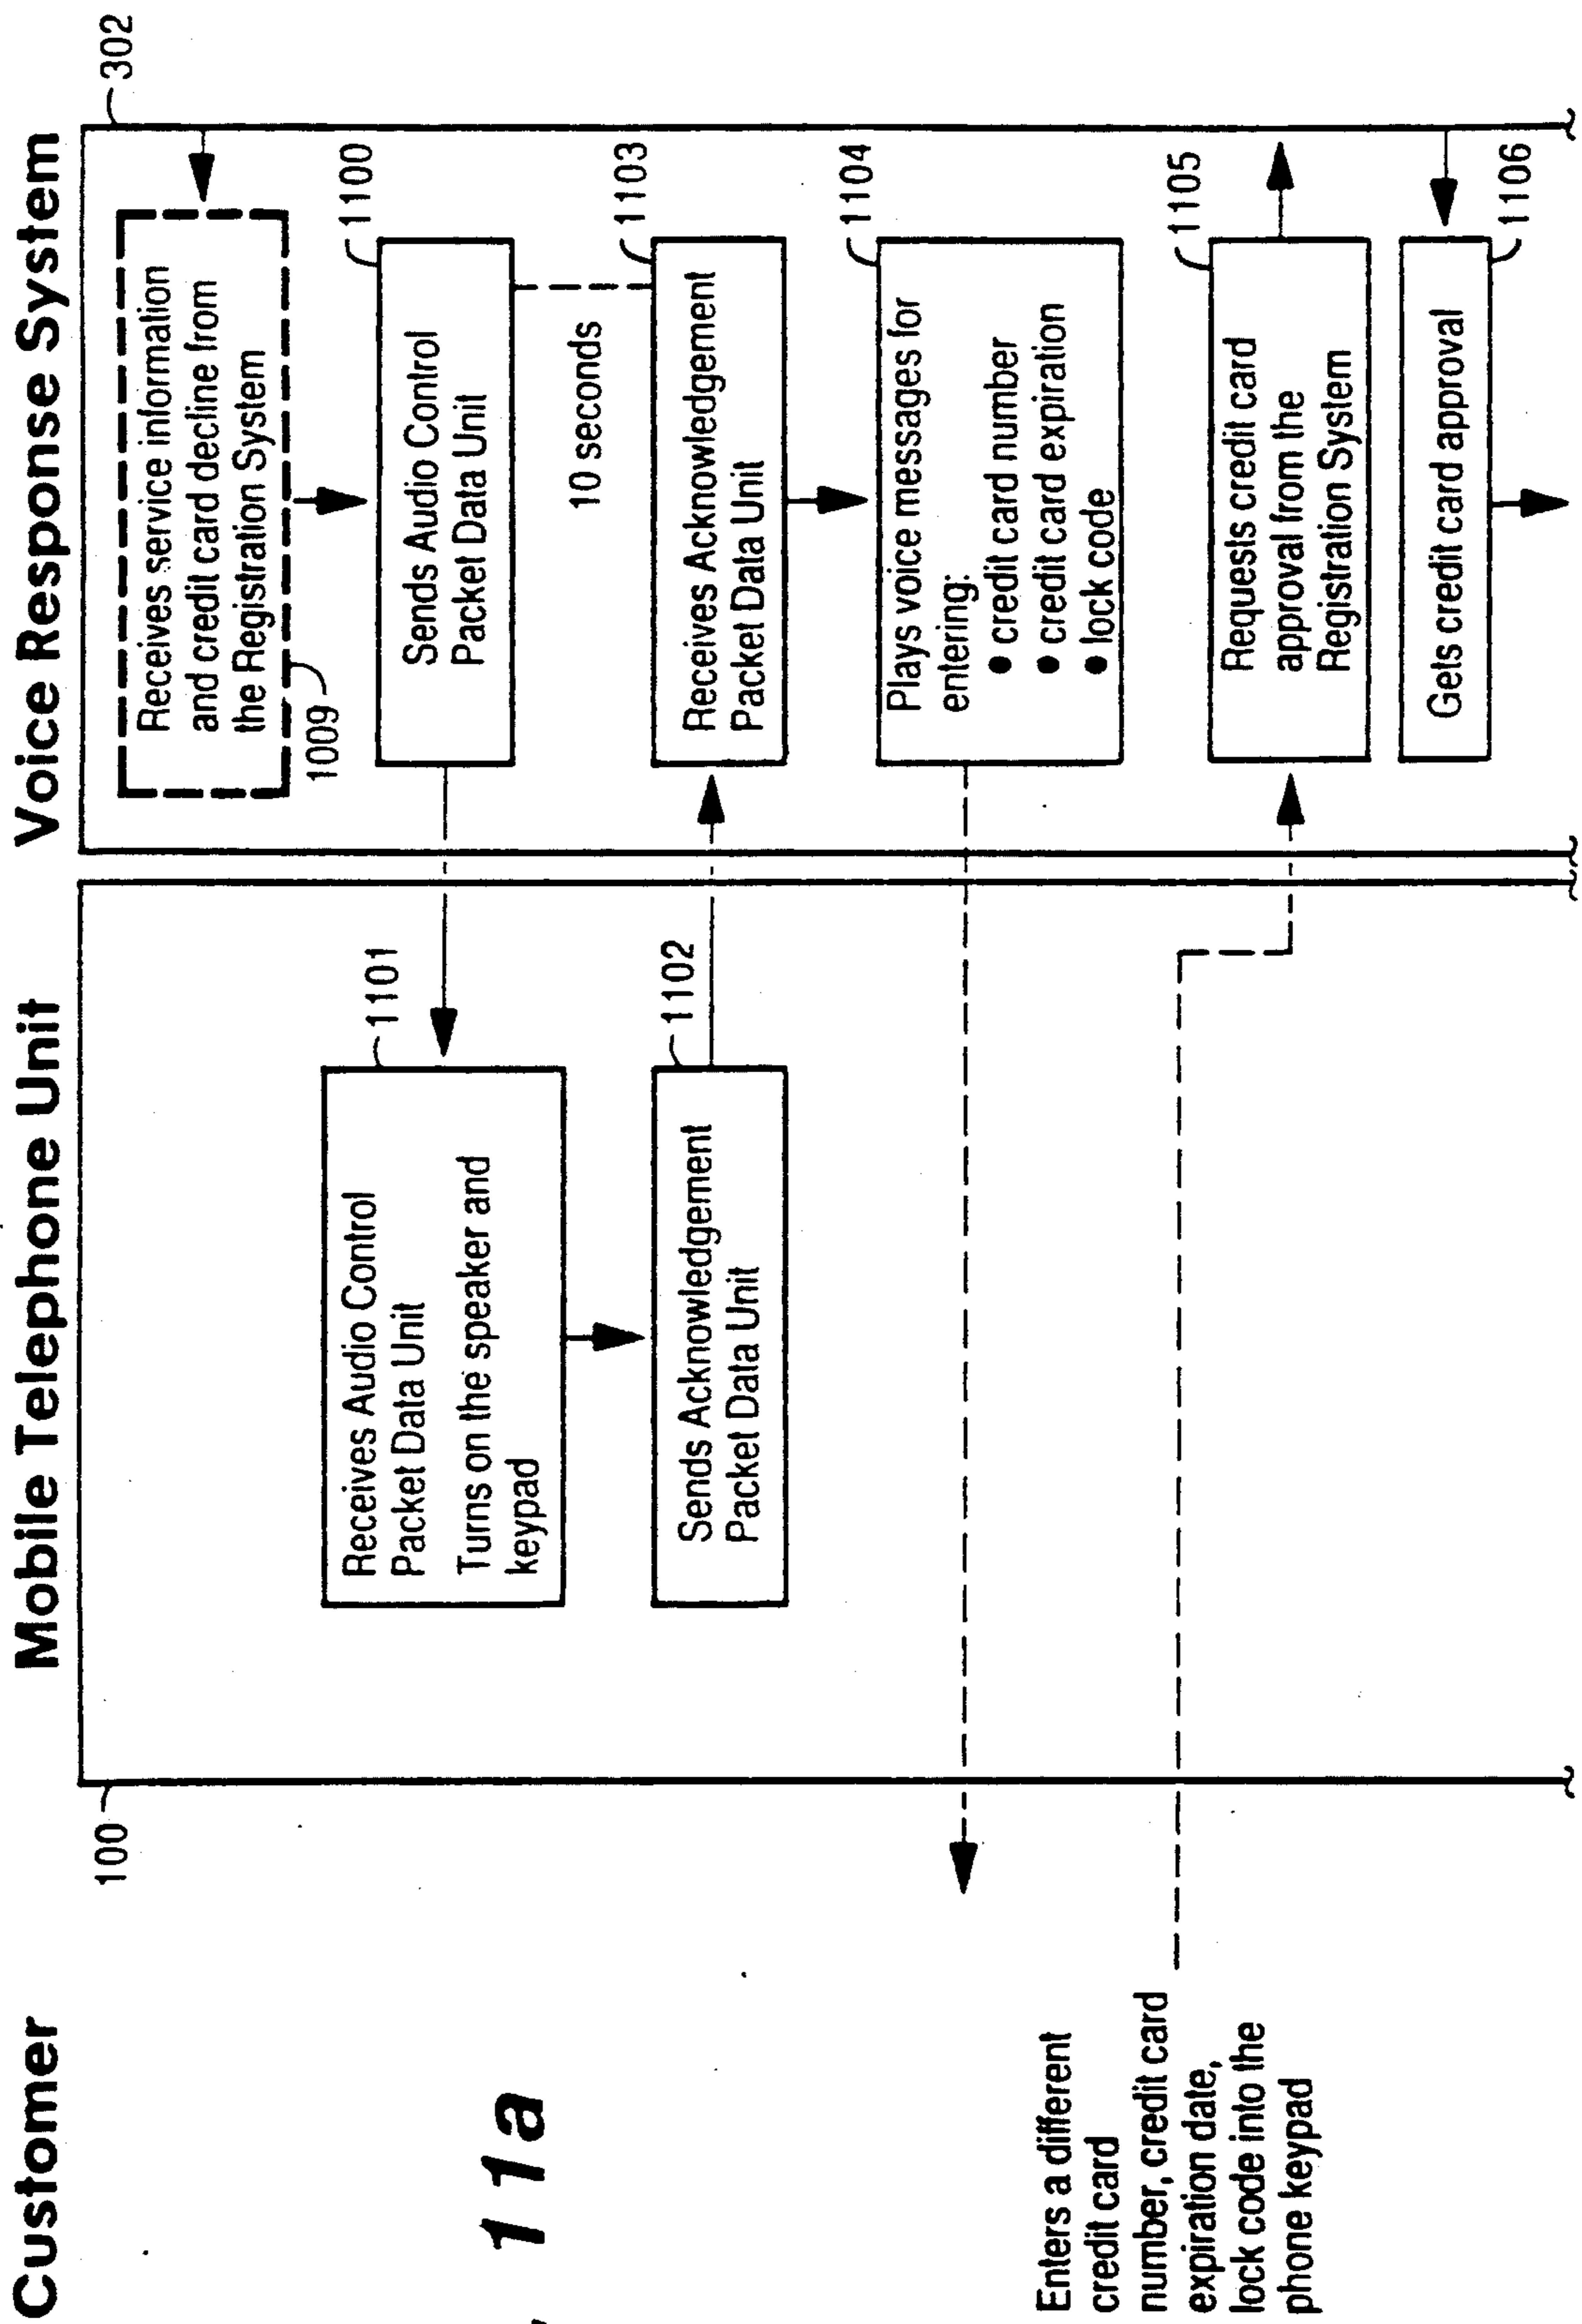 Customer
Mobile Telephone Unit
Voice Response System
100
302
Receives service information
and credit card decline from
the Registration System
1009
1100
Sends Audio Control
Packet Data Unit
1101
Receives Audio Control
Packet Data Unit
Turns on the speaker and
keypad
10 seconds
1102
Sends Acknowledgement
Packet Data Unit
1103
Receives Acknowledgement
Packet Data Unit
11a
1104
Plays voice messages for
entering:
• credit card number
• credit card expiration
• lock code
Enters a different
credit card
number, credit card
expiration date,
lock code into the
phone keypad
1105
Requests credit card
approval from the
Registration System
Gets credit card approval
1106